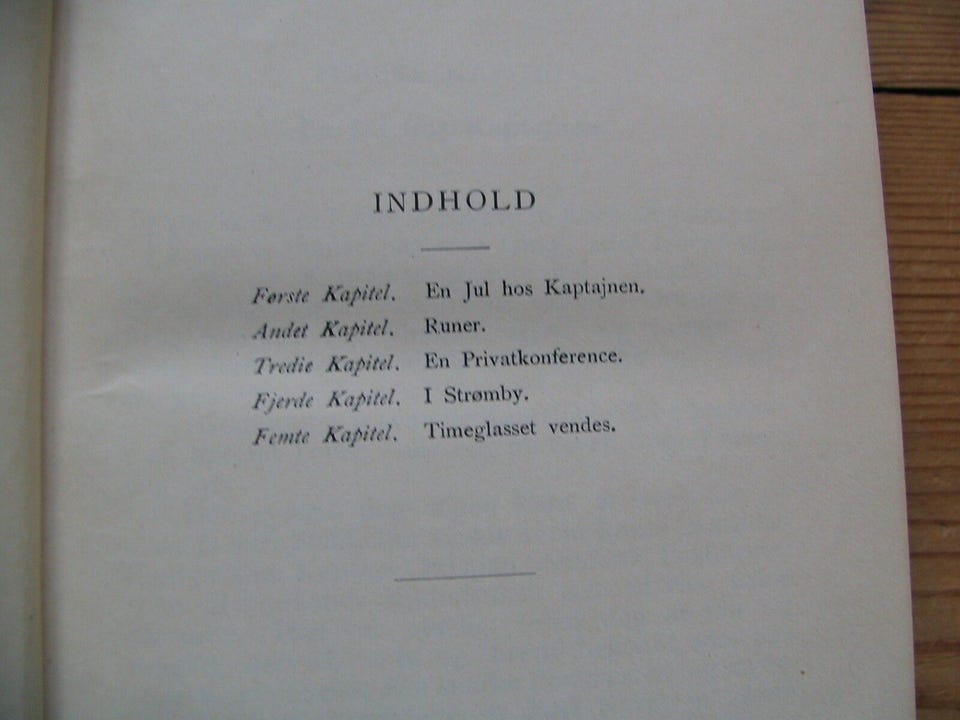 INDHOLD
Første Kapitel. En Jul hos Kaptajnen.
Andet Kapitel. Runer.
Tredie Kapitel. En Privatkonference.
Fjerde Kapitel. I Strømby.
Femte Kapitel. Timeglasset vendes.